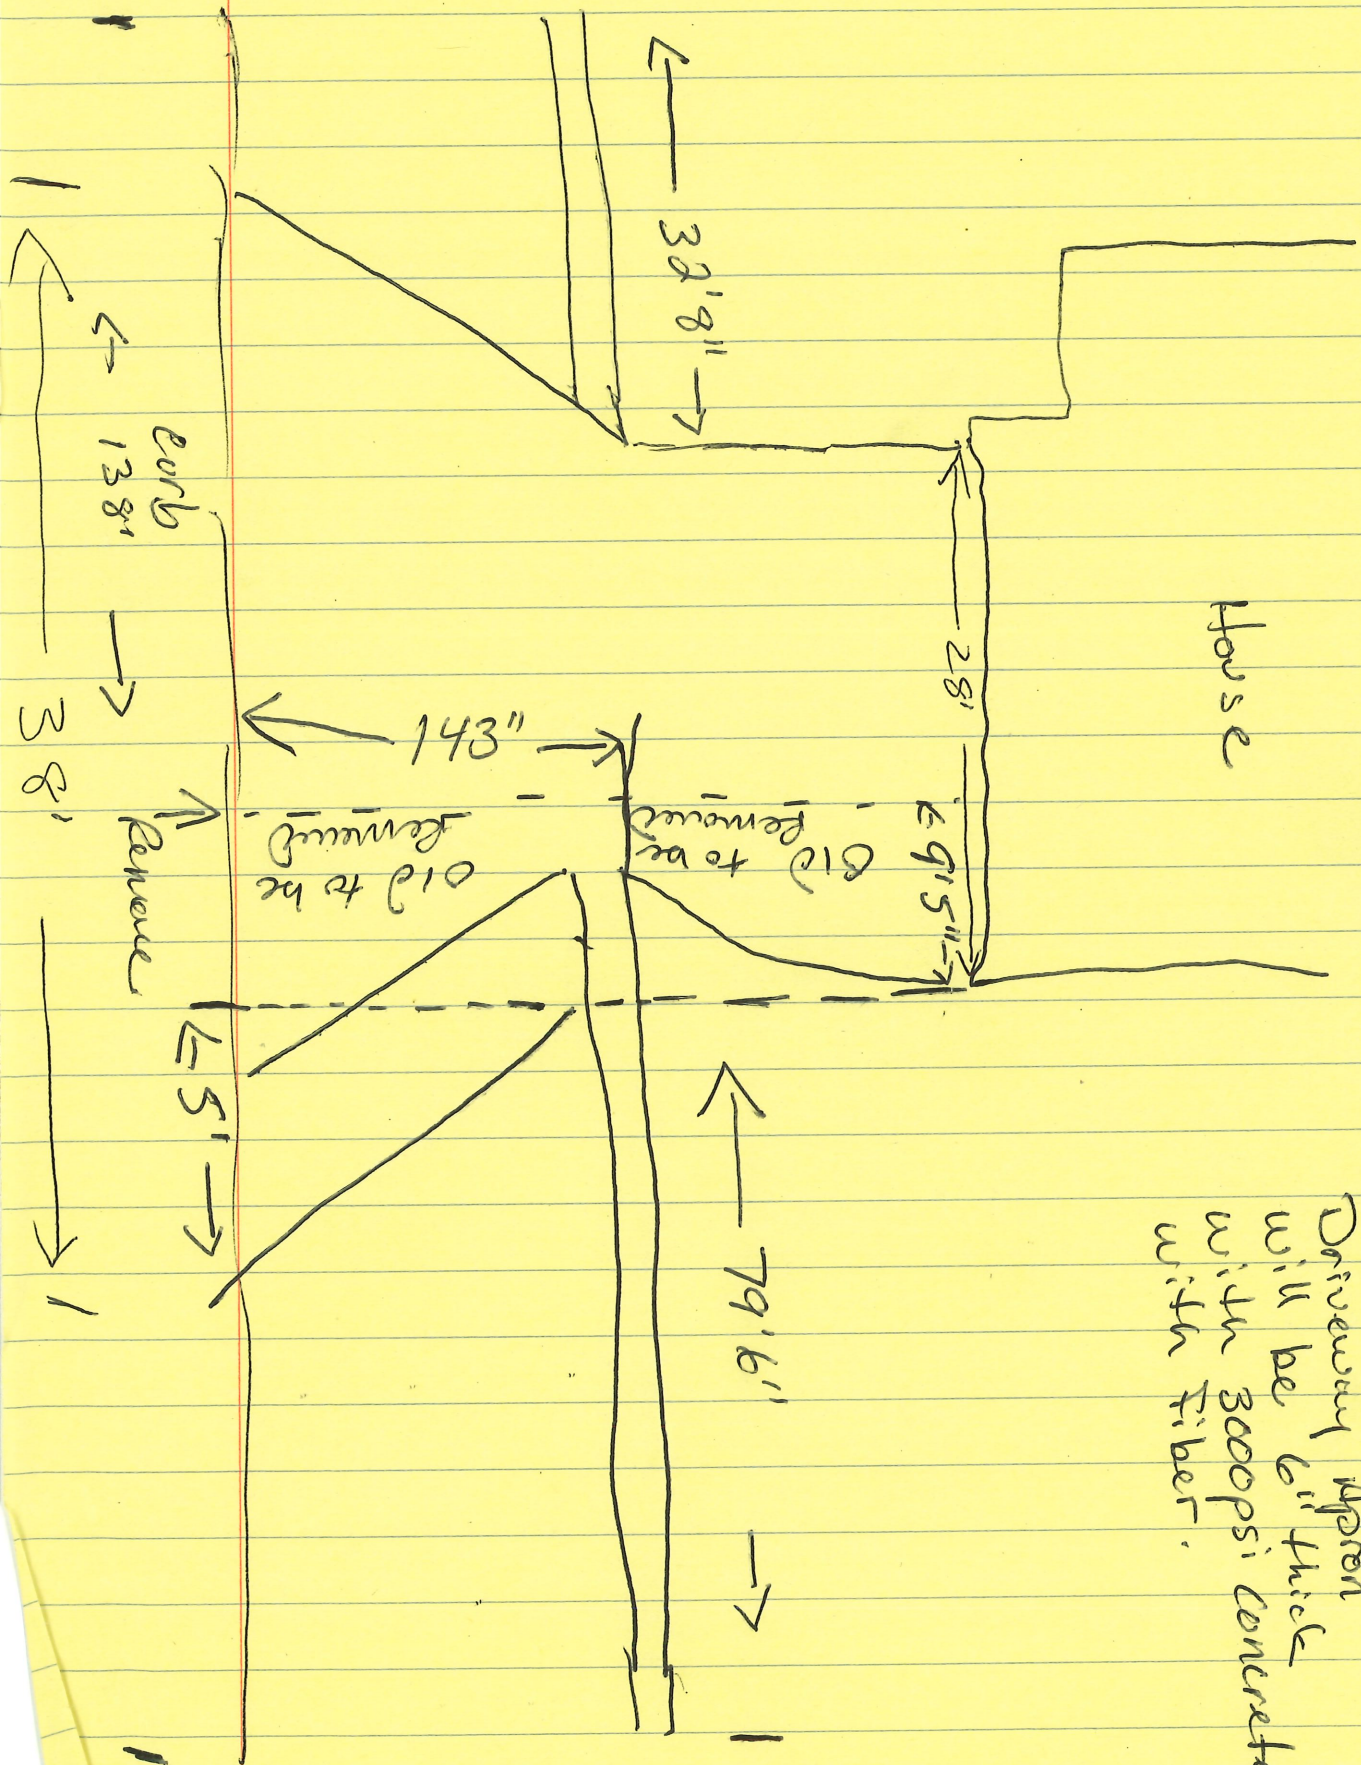 House
Driveway Apron
will be 6" thick
with 3000psi concrete
with Fiber.
28'
32'8"
79'6"
9'5"
Old to be
Removed
143"
Old to be
Removed
5'
curb
Remove
38'